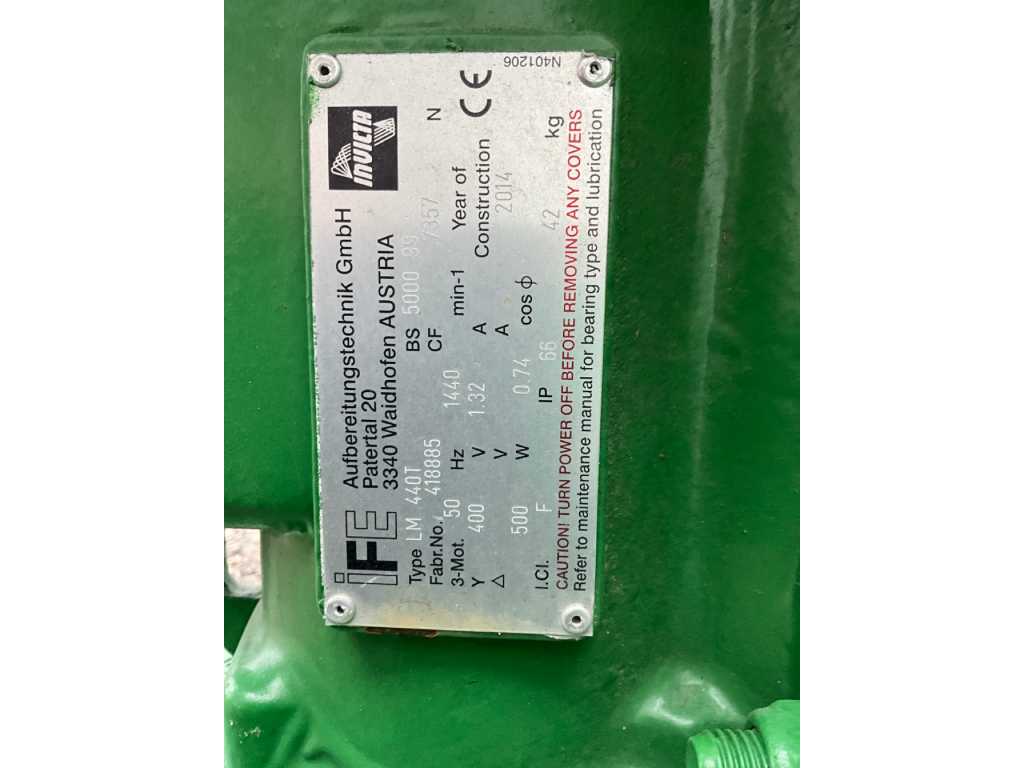 iFE
Aufbereitungstechnik GmbH
Patertal 20
3340 Waidhofen AUSTRIA
INVICTA
Type LM 440T BS 5000 99
Fabr.No. 418885 CF 7357 N
3-Mot. 50 Hz 1440 min-1 Year of
Y 400 V 1.32 A Construction
△ V A 2014
500 W 0.74 cos ϕ
I.Cl. F IP 66 42 kg
CE
CAUTION! TURN POWER OFF BEFORE REMOVING ANY COVERS
Refer to maintenance manual for bearing type and lubrication
N401206